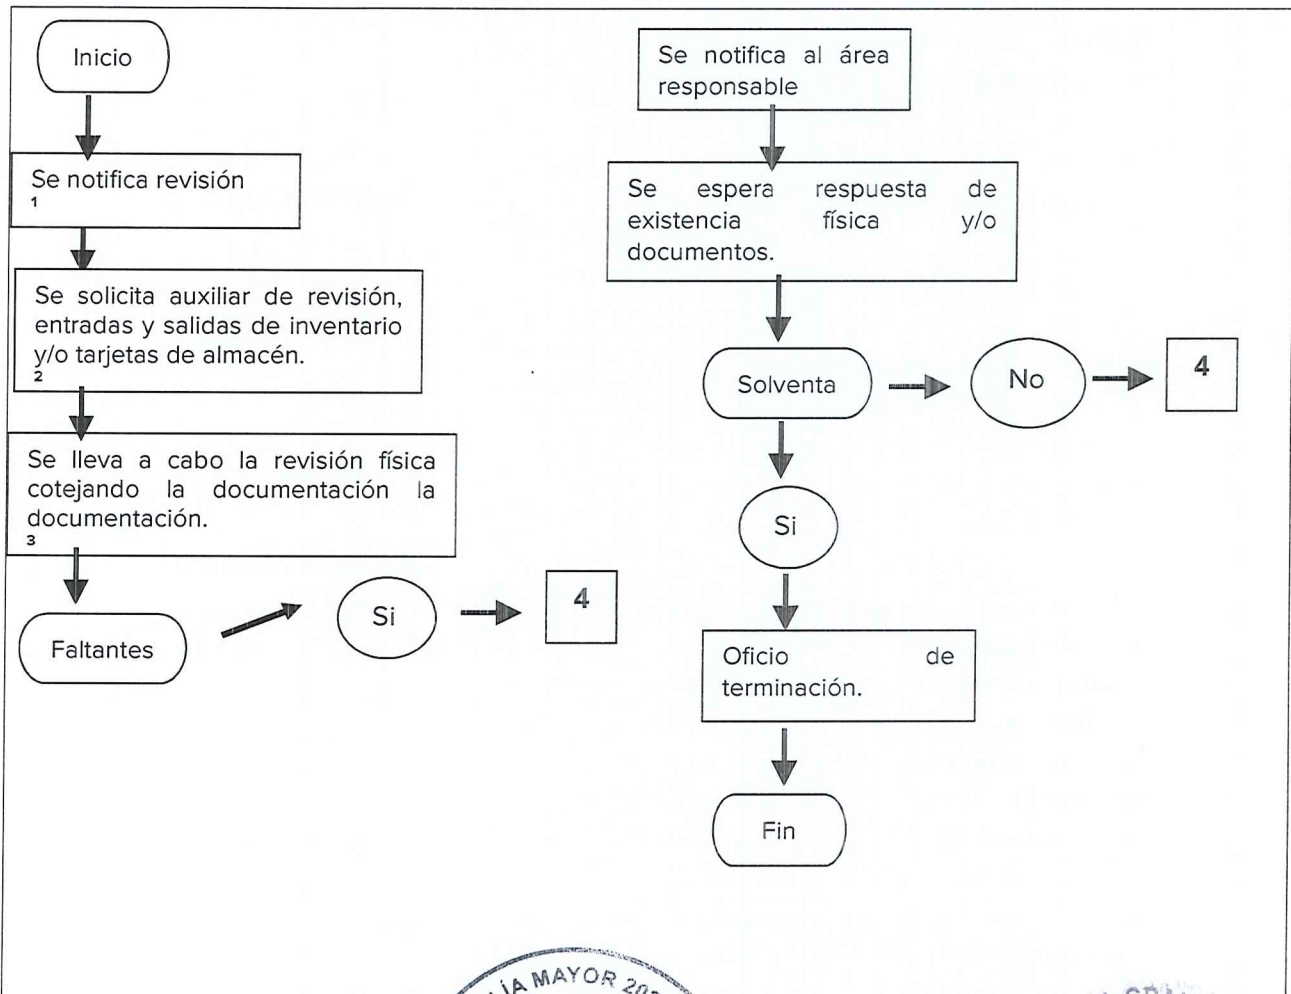 Inicio
Se notifica revisión
1
Se solicita auxiliar de revisión,
entradas y salidas de inventario
y/o tarjetas de almacén.
2
Se lleva a cabo la revisión física
cotejando la documentación la
documentación.
3
Faltantes
Si
4
Se notifica al área
responsable
Se espera respuesta de
existencia física y/o
documentos.
Solventa
No
4
Si
Oficio de
terminación.
Fin
MAYOR